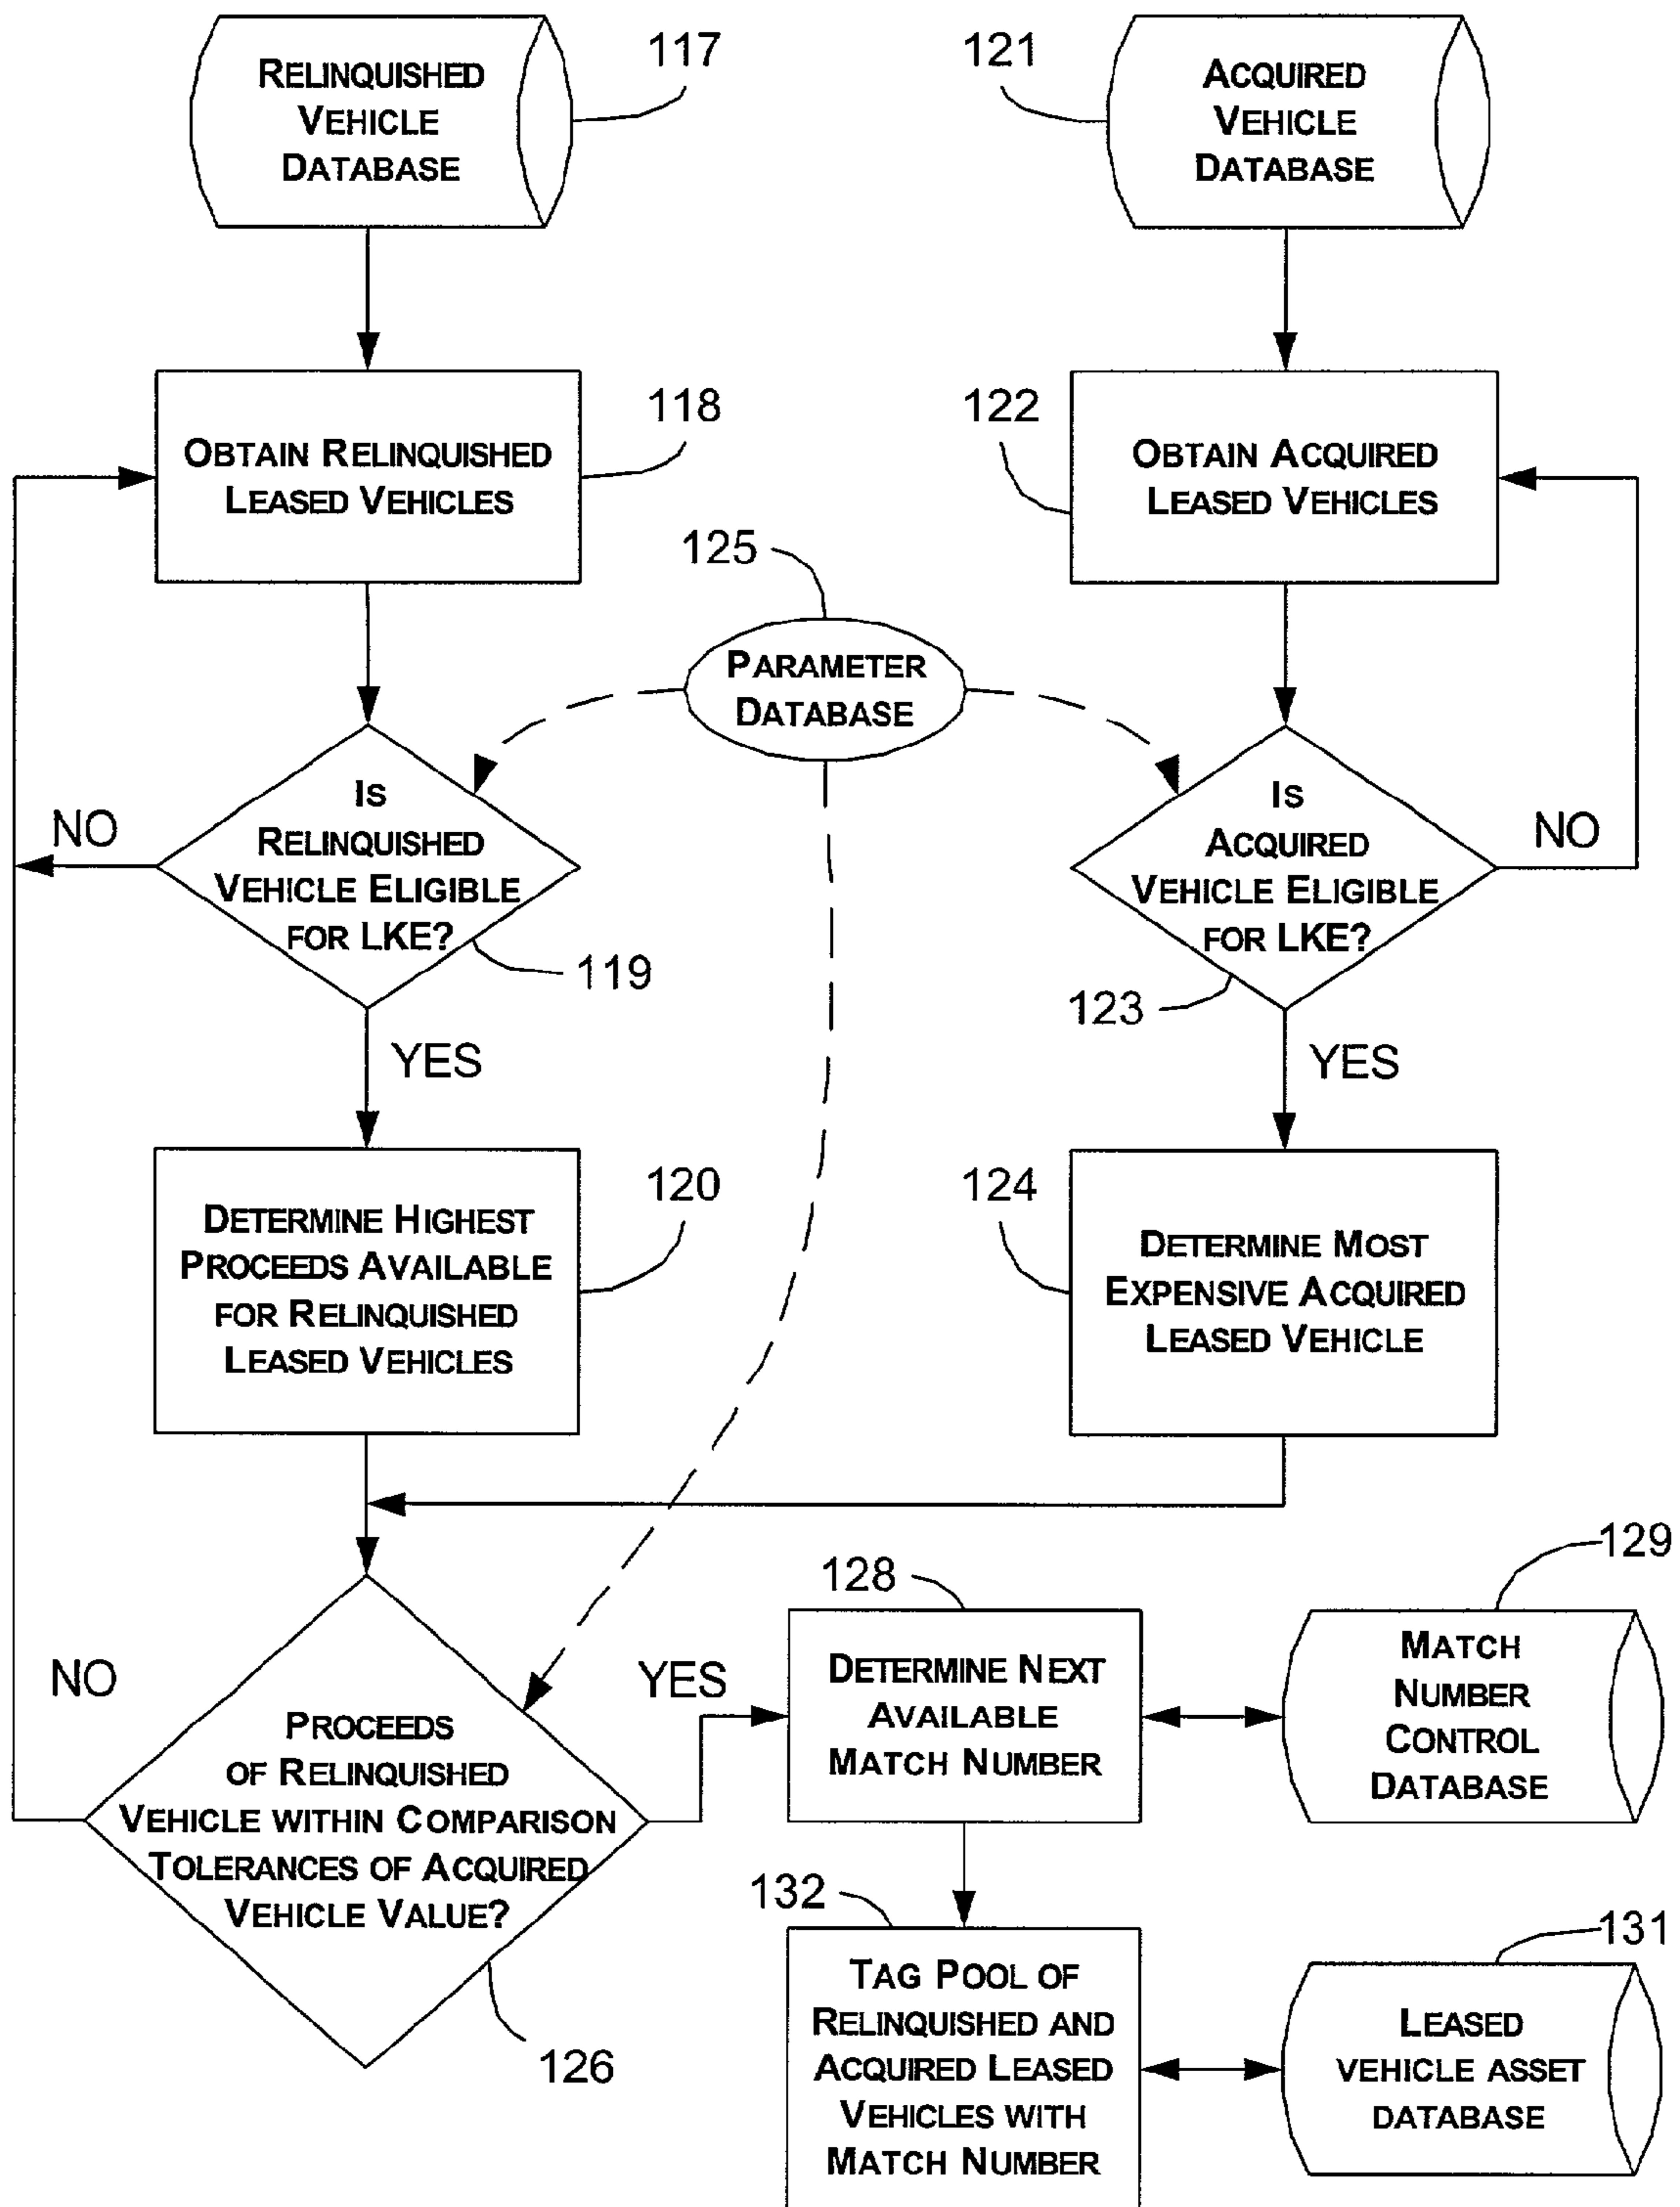 RELINQUISHED
VEHICLE
DATABASE
117
121
ACQUIRED
VEHICLE
DATABASE
OBTAIN RELINQUISHED
LEASED VEHICLES
118
122
OBTAIN ACQUIRED
LEASED VEHICLES
125
PARAMETER
DATABASE
IS
RELINQUISHED
VEHICLE ELIGIBLE
FOR LKE?
NO
119
IS
ACQUIRED
VEHICLE ELIGIBLE
FOR LKE?
NO
123
YES
YES
DETERMINE HIGHEST
PROCEEDS AVAILABLE
FOR RELINQUISHED
LEASED VEHICLES
120
124
DETERMINE MOST
EXPENSIVE ACQUIRED
LEASED VEHICLE
NO
PROCEEDS
OF RELINQUISHED
VEHICLE WITHIN COMPARISON
TOLERANCES OF ACQUIRED
VEHICLE VALUE?
126
YES
128
DETERMINE NEXT
AVAILABLE
MATCH NUMBER
129
MATCH
NUMBER
CONTROL
DATABASE
132
TAG POOL OF
RELINQUISHED AND
ACQUIRED LEASED
VEHICLES WITH
MATCH NUMBER
131
LEASED
VEHICLE ASSET
DATABASE